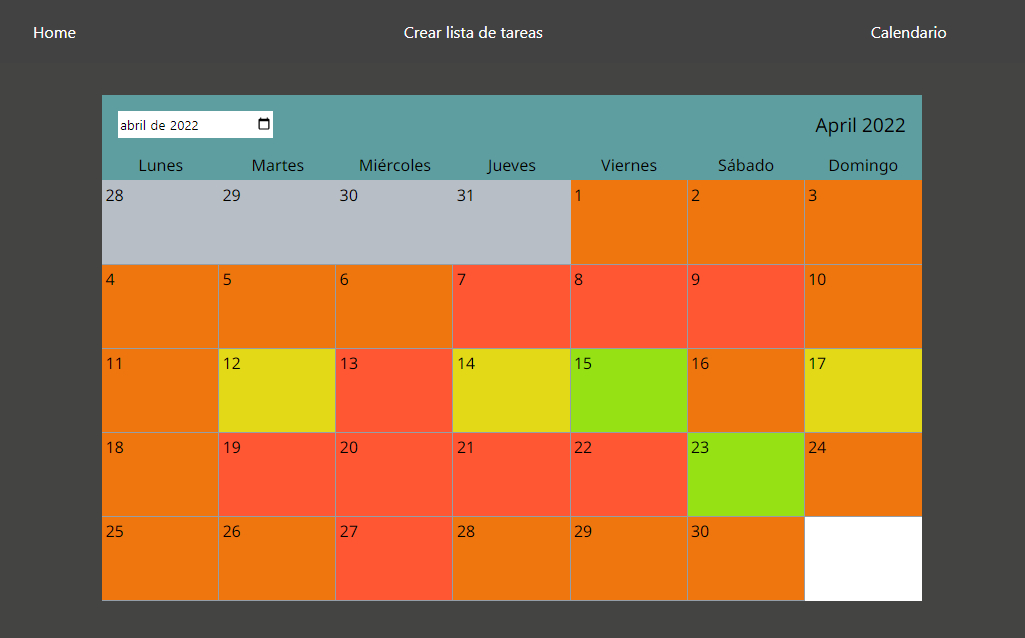 Home Crear lista de tareas Calendario
abril de 2022 April 2022
Lunes Martes Miércoles Jueves Viernes Sábado Domingo
28 29 30 31 1 2 3
4 5 6 7 8 9 10
11 12 13 14 15 16 17
18 19 20 21 22 23 24
25 26 27 28 29 30